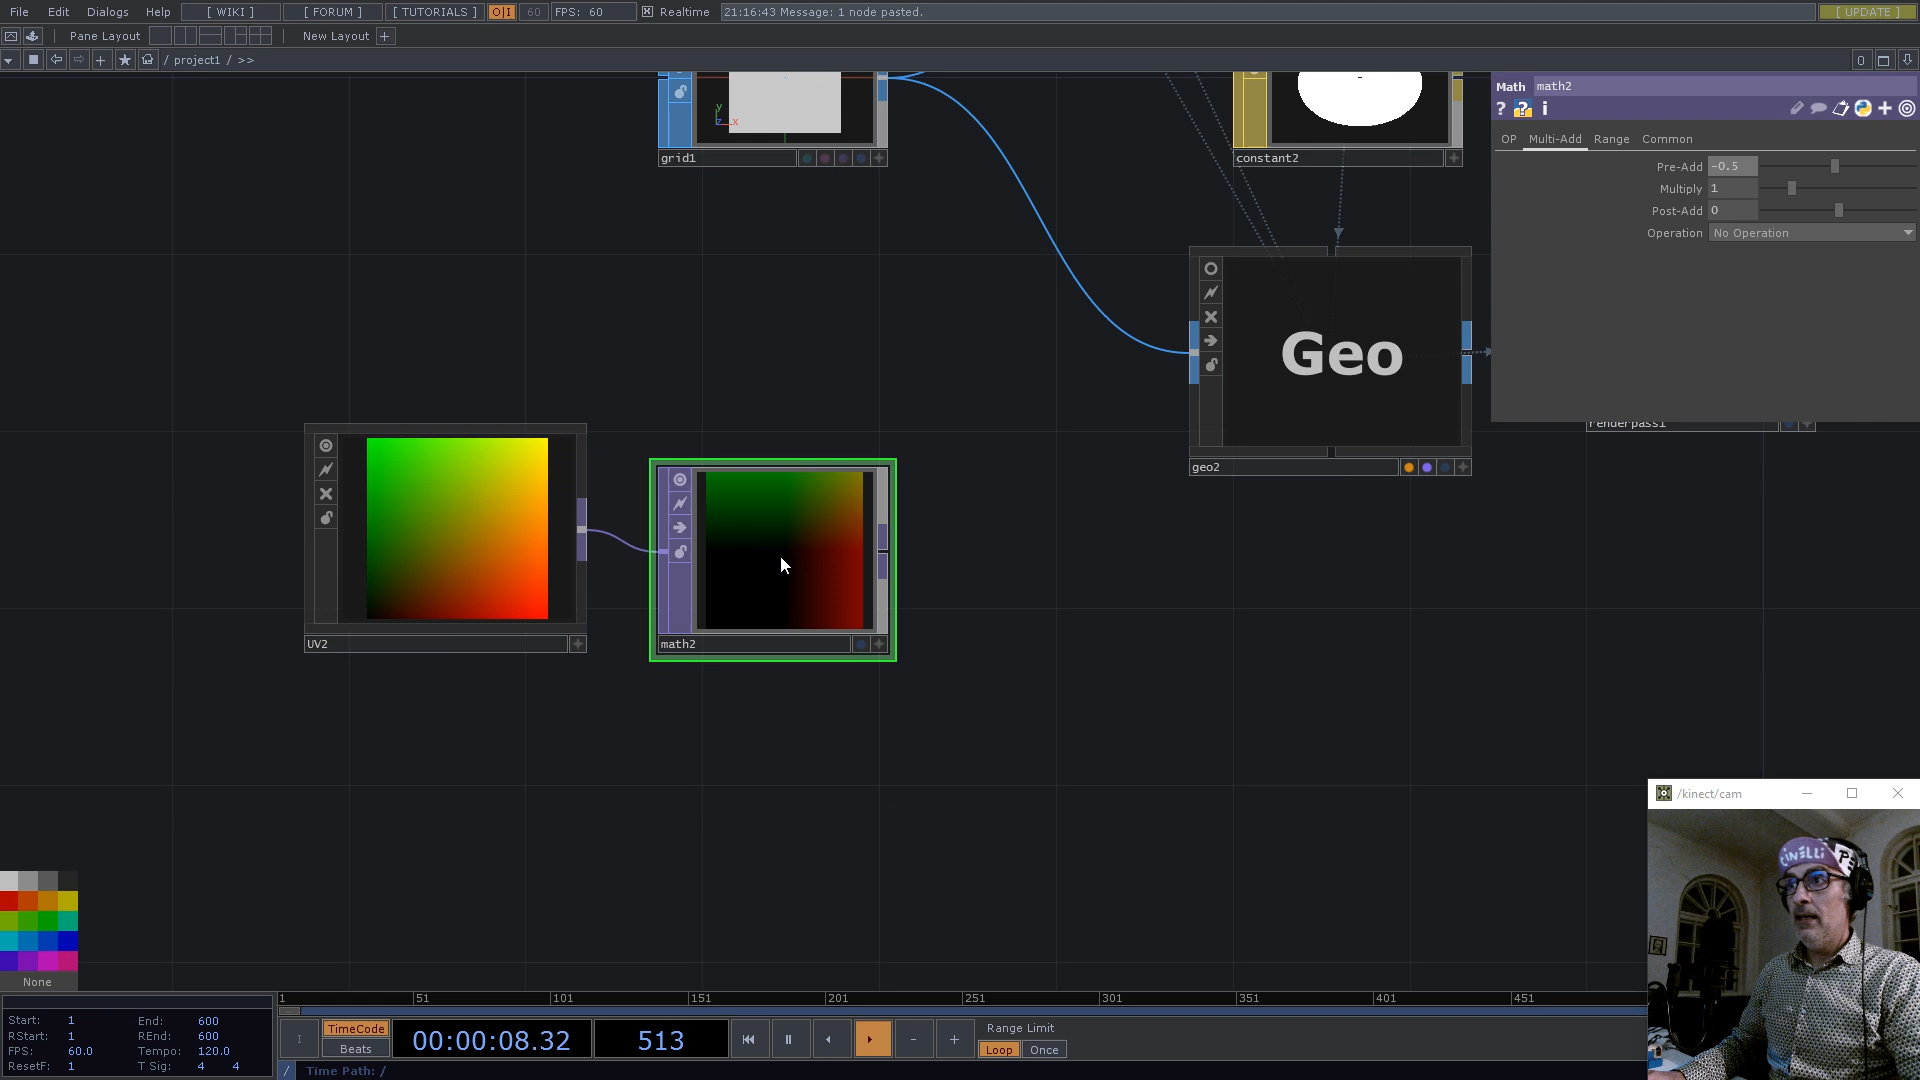 File Edit Dialogs Help [ WIKI ] [ FORUM ] [ TUTORIALS ] O|I 60 FPS: 60 Realtime 21:16:43 Message: 1 node pasted. [ UPDATE ]
Pane Layout New Layout +
/ project1 / >> 0
Math math2
? ? i
OP Multi-Add Range Common
Pre-Add -0.5
Multiply 1
Post-Add 0
Operation No Operation
y
z x
grid1
constant2
Geo
renderpass1
geo2
UV2
math2
/kinect/cam
CINELLI
None
1 51 101 151 201 251 301 351 401 451
Start: 1 End: 600
RStart: 1 REnd: 600
FPS: 60.0 Tempo: 120.0
ResetF: 1 T Sig: 4 4
TimeCode
Beats
00:00:08.32
513
Range Limit
Loop Once
/ Time Path: /